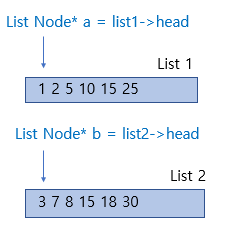 List Node* a = list1->head
List 1
1 2 5 10 15 25
List Node* b = list2->head
List 2
3 7 8 15 18 30